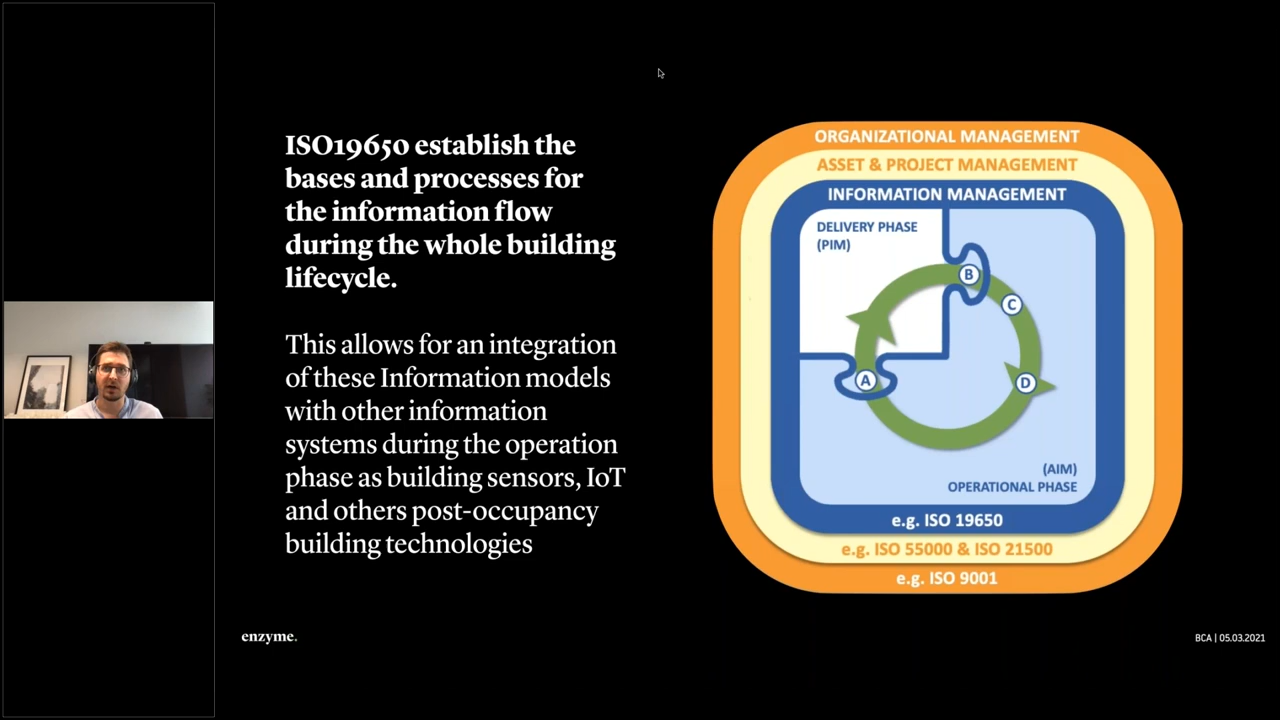 ISO19650 establish the
bases and processes for
the information flow
during the whole building
lifecycle.
This allows for an integration
of these Information models
with other information
systems during the operation
phase as building sensors, IoT
and others post-occupancy
building technologies
ORGANIZATIONAL MANAGEMENT
ASSET & PROJECT MANAGEMENT
INFORMATION MANAGEMENT
DELIVERY PHASE
(PIM)
B
C
A
D
(AIM)
OPERATIONAL PHASE
e.g. ISO 19650
e.g. ISO 55000 & ISO 21500
e.g. ISO 9001
enzyme.
BCA | 05.03.2021